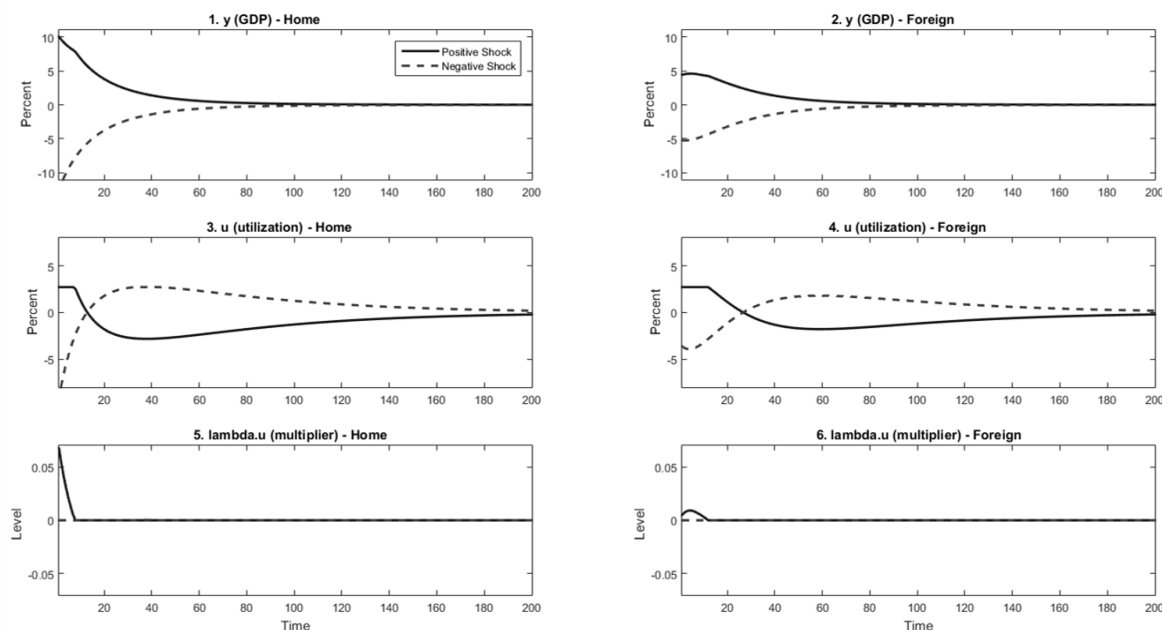 1. y (GDP) - Home
10
5
0
-5
-10
Percent
Positive Shock
Negative Shock
20 40 60 80 100 120 140 160 180 200
2. y (GDP) - Foreign
10
5
0
-5
-10
Percent
20 40 60 80 100 120 140 160 180 200
3. u (utilization) - Home
5
0
-5
Percent
20 40 60 80 100 120 140 160 180 200
4. u (utilization) - Foreign
5
0
-5
Percent
20 40 60 80 100 120 140 160 180 200
5. lambda.u (multiplier) - Home
0.05
0
-0.05
Level
20 40 60 80 100 120 140 160 180 200
Time
6. lambda.u (multiplier) - Foreign
0.05
0
-0.05
Level
20 40 60 80 100 120 140 160 180 200
Time